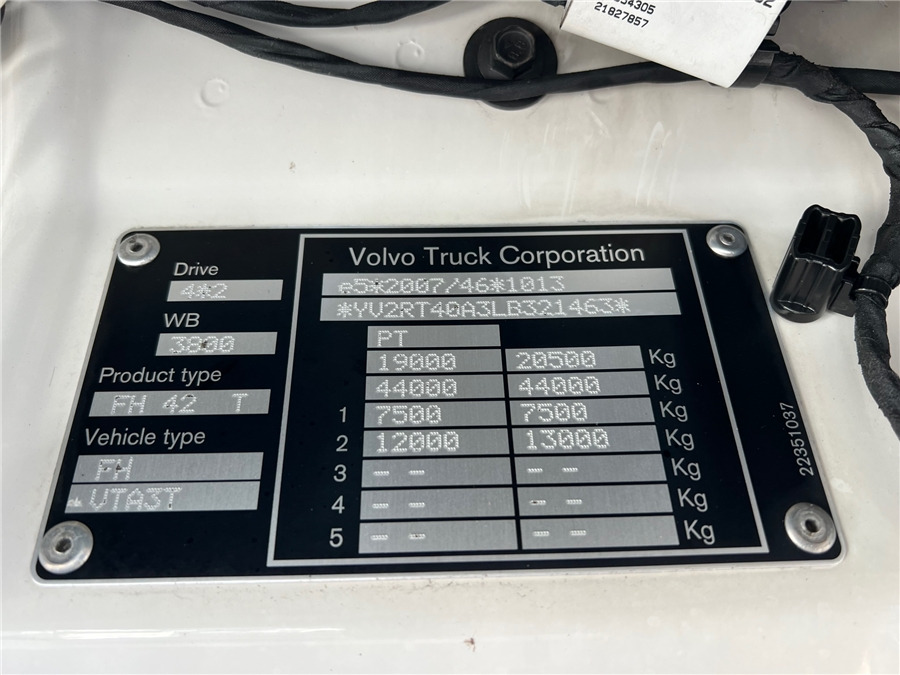 21827857
Volvo Truck Corporation
Drive
4*2
WB
3800
Product type
FH 42 T
Vehicle type
FH
VTA3T
e5*2007/46*1013
*YV2RT40A3LB321463*
PT
19000 20500 Kg
44000 44000 Kg
1 7500 7500 Kg
2 12000 13000 Kg
3 -- -- -- -- Kg
4 -- -- -- -- Kg
5 -- -- -- -- Kg
22351037